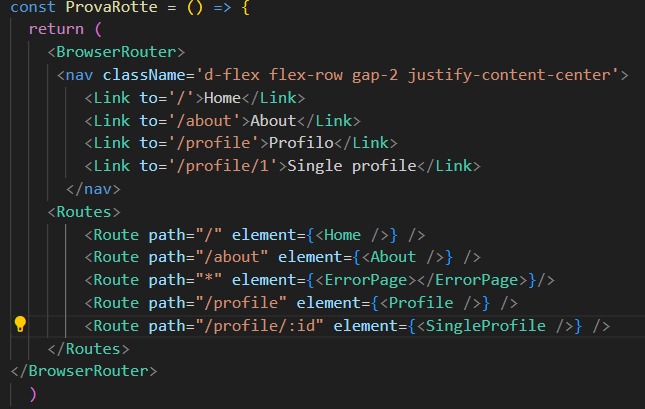 const ProvaRotte = () => {
return (
<BrowserRouter>
<nav className='d-flex flex-row gap-2 justify-content-center'>
<Link to='/'>Home</Link>
<Link to='/about'>About</Link>
<Link to='/profile'>Profilo</Link>
<Link to='/profile/1'>Single profile</Link>
</nav>
<Routes>
<Route path="/" element={<Home />} />
<Route path="/about" element={<About />} />
<Route path="*" element={<ErrorPage></ErrorPage>}/>
<Route path="/profile" element={<Profile />} />
<Route path="/profile/:id" element={<SingleProfile />} />
</Routes>
</BrowserRouter>
)